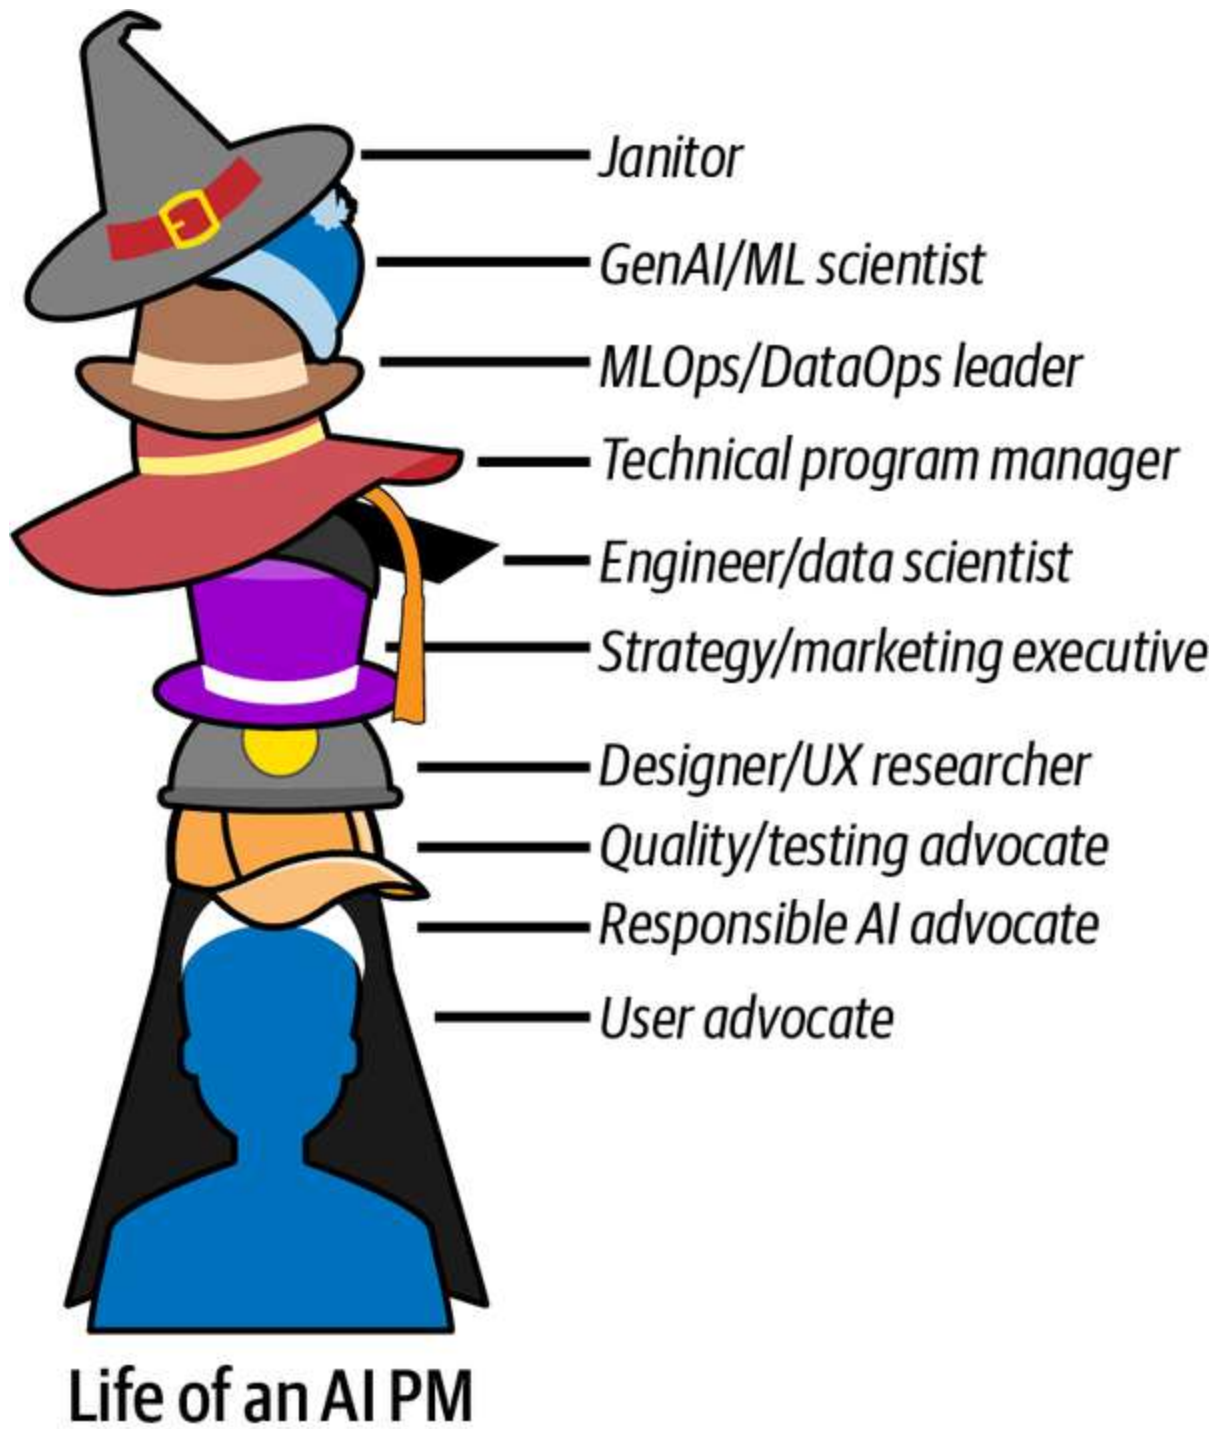 Janitor
GenAI/ML scientist
MLOps/DataOps leader
Technical program manager
Engineer/data scientist
Strategy/marketing executive
Designer/UX researcher
Quality/testing advocate
Responsible AI advocate
User advocate
Life of an AI PM